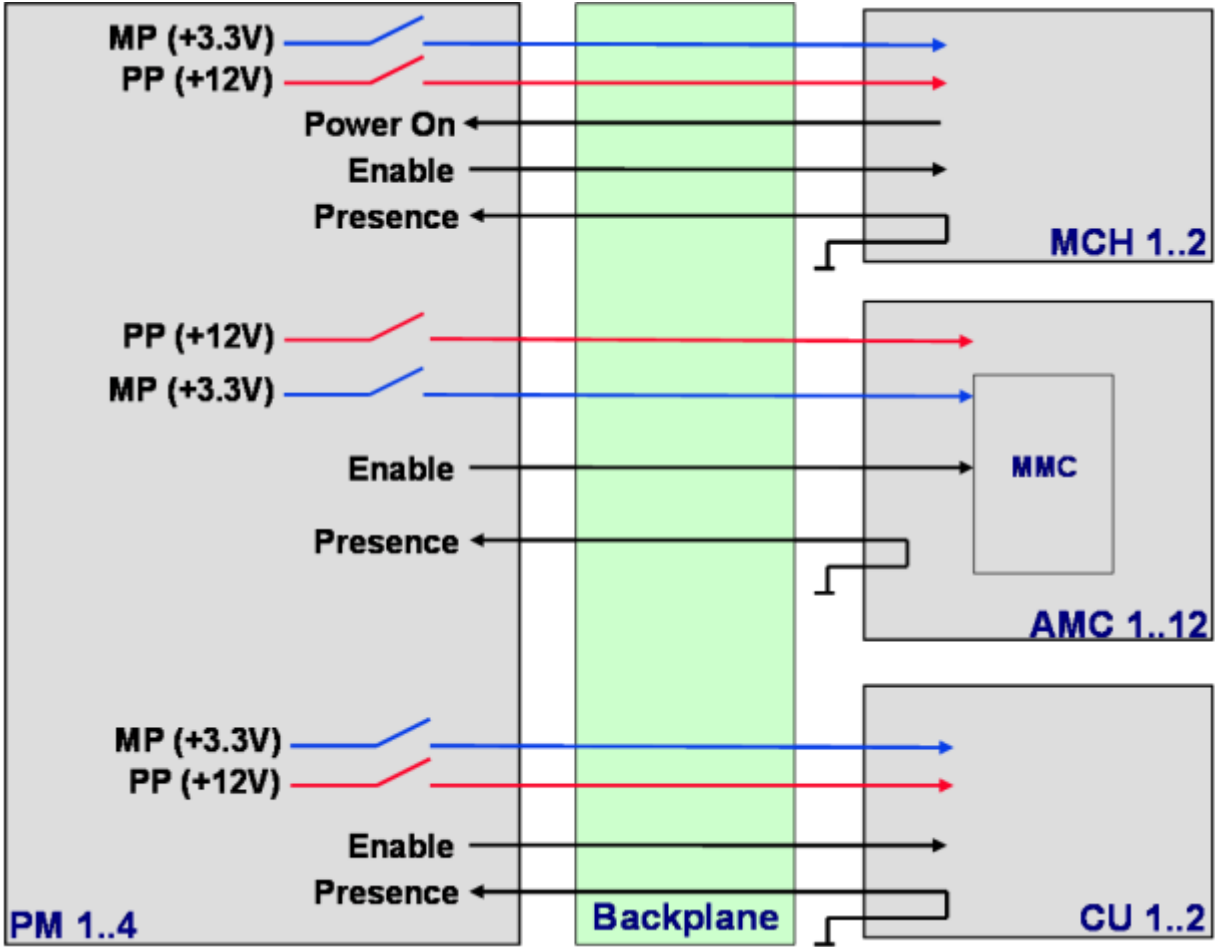 MP (+3.3V)
PP (+12V)
Power On
Enable
Presence
MCH 1..2
PP (+12V)
MP (+3.3V)
Enable
MMC
Presence
AMC 1..12
MP (+3.3V)
PP (+12V)
Enable
Presence
PM 1..4
Backplane
CU 1..2